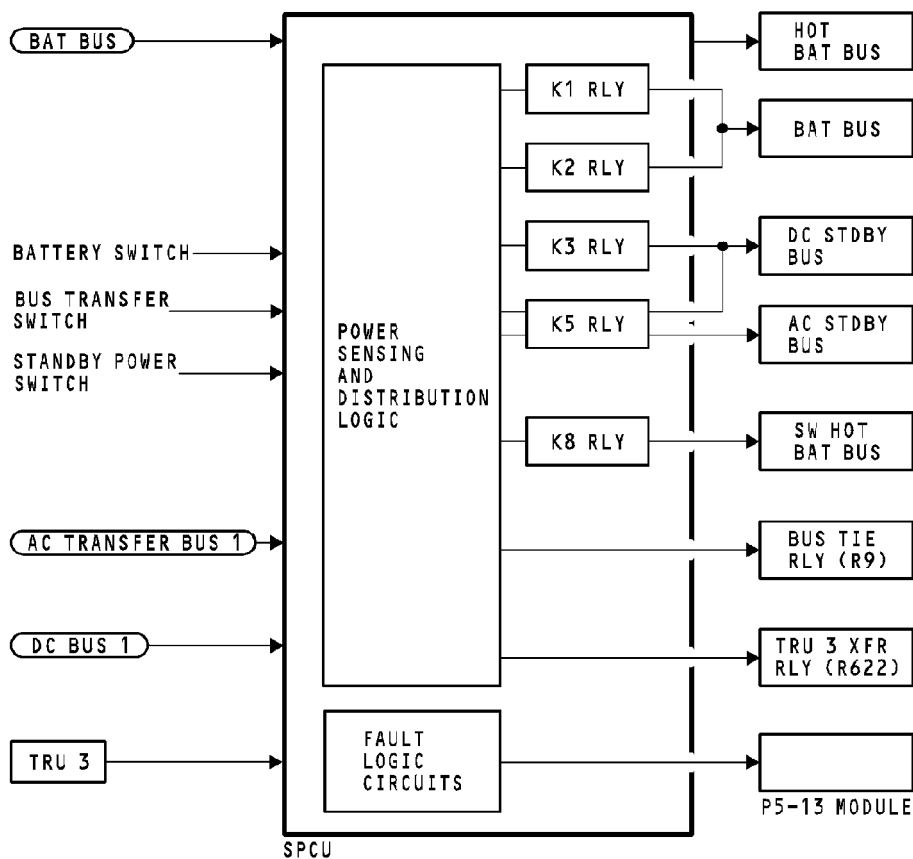 BAT BUS
BATTERY SWITCH
BUS TRANSFER
SWITCH
STANDBY POWER
SWITCH
AC TRANSFER BUS 1
DC BUS 1
TRU 3
POWER
SENSING
AND
DISTRIBUTION
LOGIC
FAULT
LOGIC
CIRCUITS
K1 RLY
K2 RLY
K3 RLY
K5 RLY
K8 RLY
HOT
BAT BUS
BAT BUS
DC STDBY
BUS
AC STDBY
BUS
SW HOT
BAT BUS
BUS TIE
RLY (R9)
TRU 3 XFR
RLY (R622)
P5-13 MODULE
SPCU